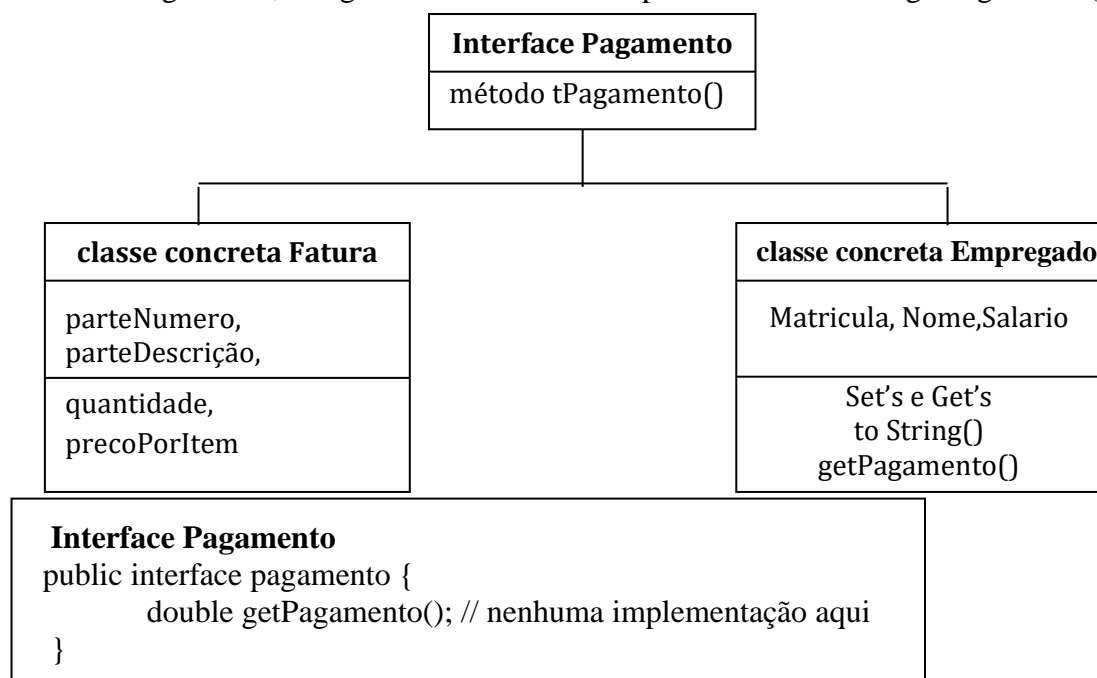 Interface Pagamento
método tPagamento()
classe concreta Fatura
parteNumero,
parteDescrição,
quantidade,
precoPorItem
classe concreta Empregado
Matricula, Nome,Salario
Set’s e Get’s
to String()
getPagamento()
Interface Pagamento
public interface pagamento {
double getPagamento(); // nenhuma implementação aqui
}